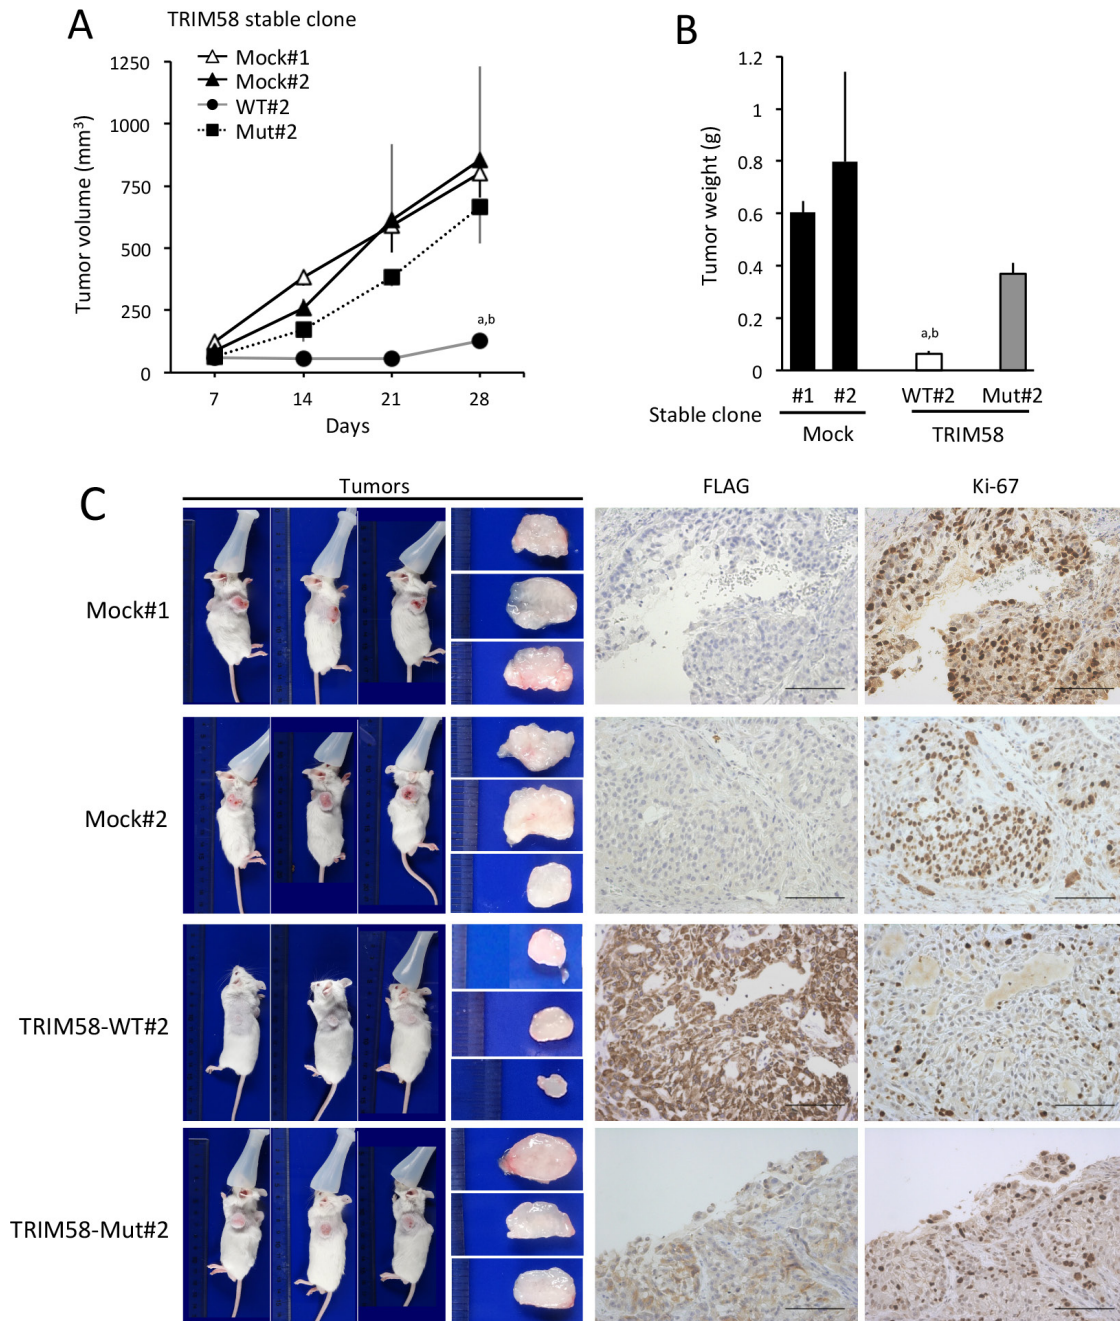 A
TRIM58 stable clone
Mock#1
Mock#2
WT#2
Mut#2
1250
1000
750
500
250
0
Tumor volume (mm³)
a,b
7 14 21 28
Days
B
1.2
1
0.8
0.6
0.4
0.2
0
Tumor weight (g)
a,b
#1 #2 WT#2 Mut#2
Stable clone
Mock TRIM58
C
Tumors FLAG Ki-67
Mock#1
Mock#2
TRIM58-WT#2
TRIM58-Mut#2